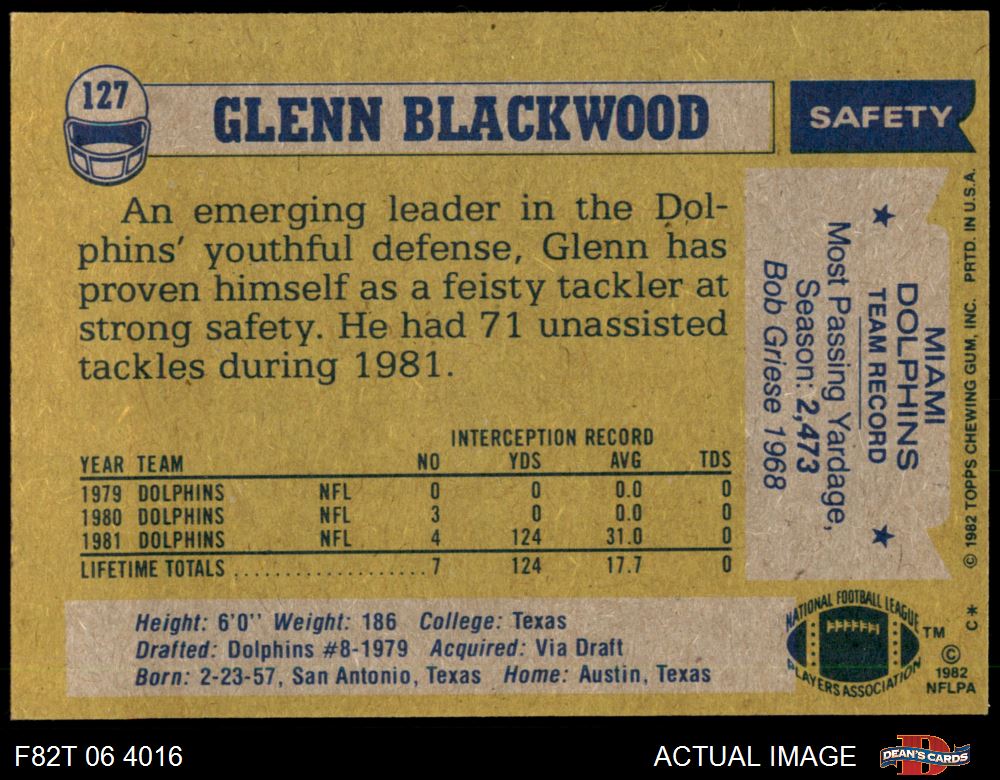 127
GLENN BLACKWOOD
SAFETY
An emerging leader in the Dol-
phins' youthful defense, Glenn has
proven himself as a feisty tackler at
strong safety. He had 71 unassisted
tackles during 1981.
INTERCEPTION RECORD
YEAR TEAM NO YDS AVG TDS
1979 DOLPHINS NFL 0 0 0.0 0
1980 DOLPHINS NFL 3 0 0.0 0
1981 DOLPHINS NFL 4 124 31.0 0
LIFETIME TOTALS ................... 7 124 17.7 0
Height: 6'0" Weight: 186 College: Texas
Drafted: Dolphins #8-1979 Acquired: Via Draft
Born: 2-23-57, San Antonio, Texas Home: Austin, Texas
MIAMI
DOLPHINS
TEAM RECORD
Most Passing Yardage,
Season: 2,473
Bob Griese 1968
© 1982 TOPPS CHEWING GUM, INC. PRTD. IN U.S.A.
C*
NATIONAL FOOTBALL LEAGUE
PLAYERS ASSOCIATION
TM
©
1982
NFLPA
F82T 06 4016
ACTUAL IMAGE
D
DEAN'S CARDS